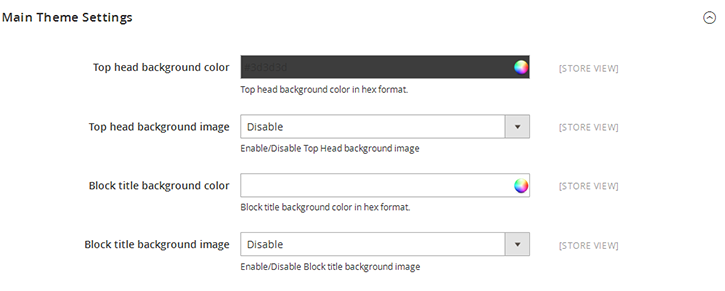 Main Theme Settings
Top head background color [STORE VIEW]
Top head background color in hex format.
Top head background image Disable [STORE VIEW]
Enable/Disable Top Head background image
Block title background color [STORE VIEW]
Block title background color in hex format.
Block title background image Disable [STORE VIEW]
Enable/Disable Block title background image